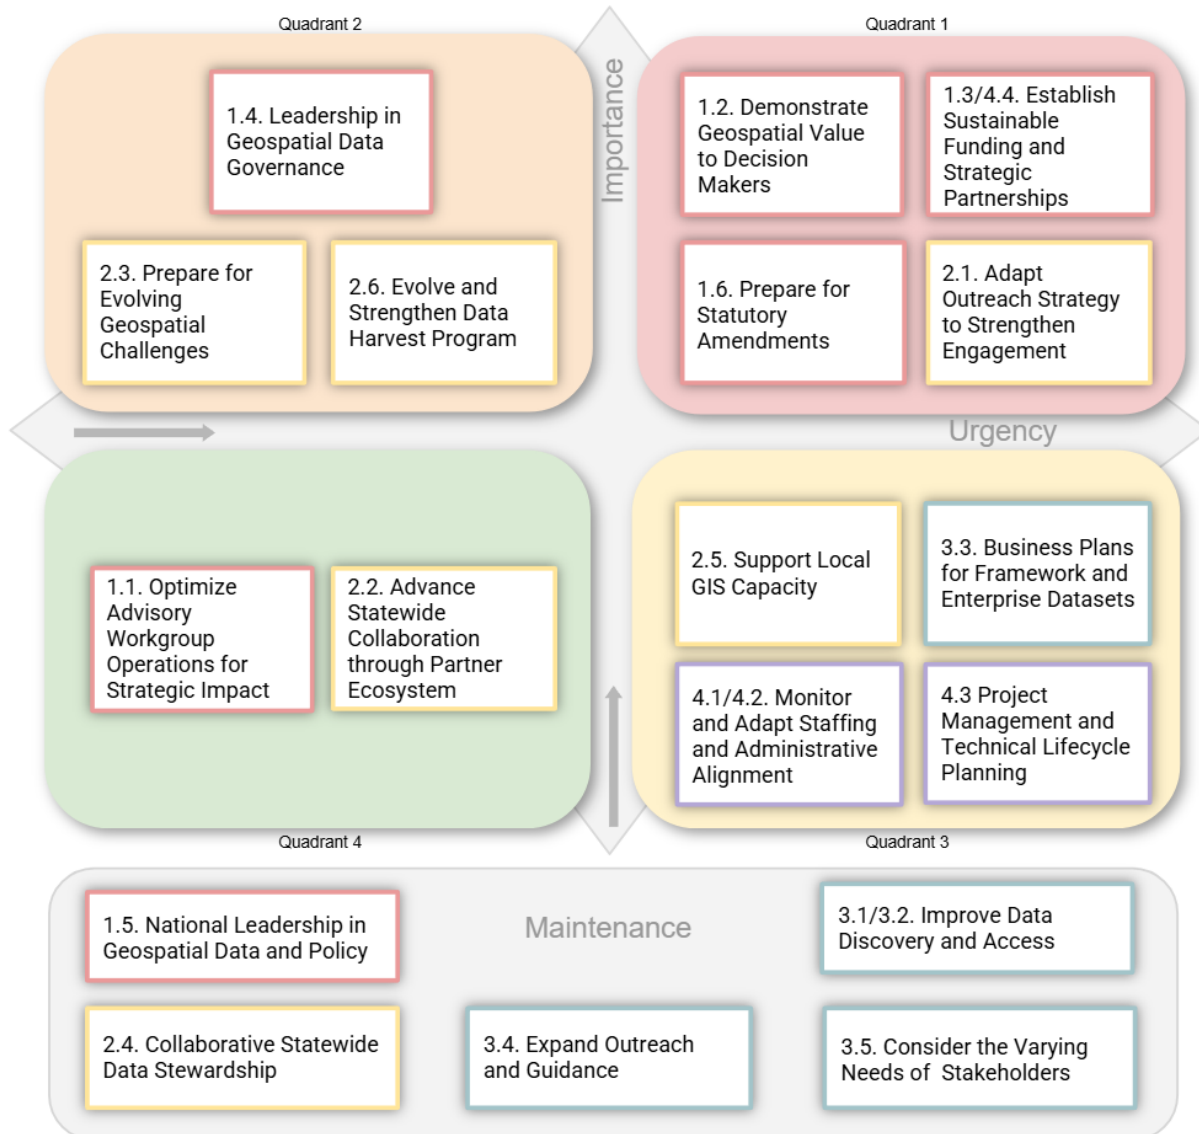 Quadrant 2
Quadrant 1
1.4. Leadership in
Geospatial Data
Governance
2.3. Prepare for
Evolving
Geospatial
Challenges
2.6. Evolve and
Strengthen Data
Harvest Program
Importance
1.2. Demonstrate
Geospatial Value
to Decision
Makers
1.3/4.4. Establish
Sustainable
Funding and
Strategic
Partnerships
1.6. Prepare for
Statutory
Amendments
2.1. Adapt
Outreach Strategy
to Strengthen
Engagement
Urgency
1.1. Optimize
Advisory
Workgroup
Operations for
Strategic Impact
2.2. Advance
Statewide
Collaboration
through Partner
Ecosystem
2.5. Support Local
GIS Capacity
3.3. Business Plans
for Framework and
Enterprise Datasets
4.1/4.2. Monitor
and Adapt Staffing
and Administrative
Alignment
4.3 Project
Management and
Technical Lifecycle
Planning
Quadrant 4
Quadrant 3
Maintenance
1.5. National Leadership in
Geospatial Data and Policy
3.1/3.2. Improve Data
Discovery and Access
2.4. Collaborative Statewide
Data Stewardship
3.4. Expand Outreach
and Guidance
3.5. Consider the Varying
Needs of  Stakeholders